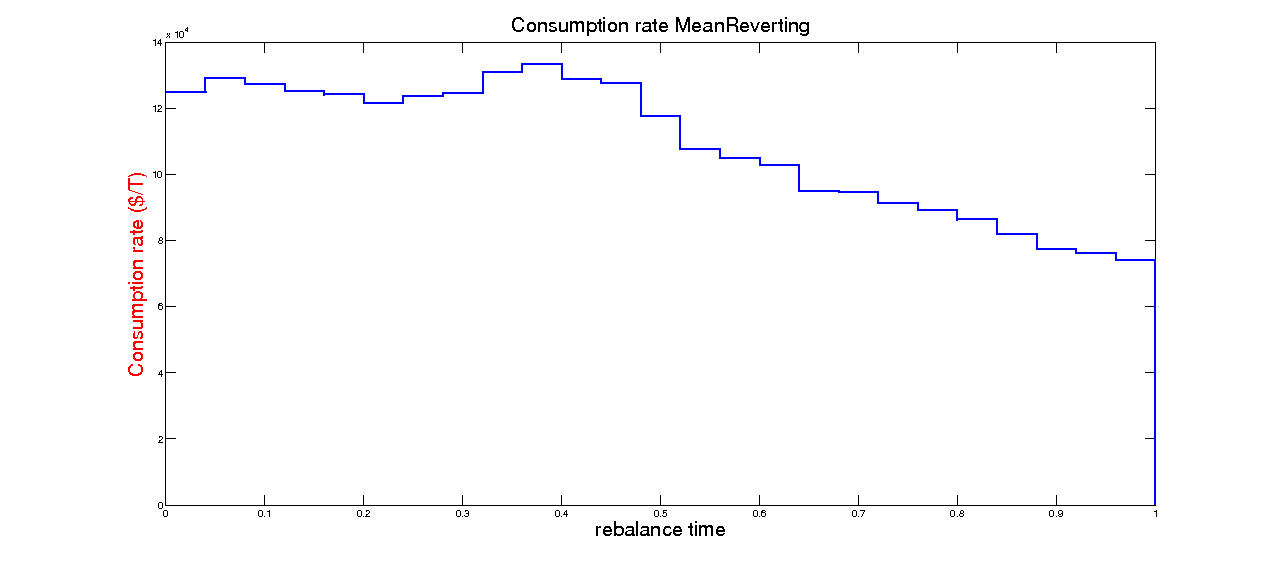 Consumption rate MeanReverting
x 10^4
14
12
10
8
6
4
2
0
Consumption rate ($/T)
0 0.1 0.2 0.3 0.4 0.5 0.6 0.7 0.8 0.9 1
rebalance time